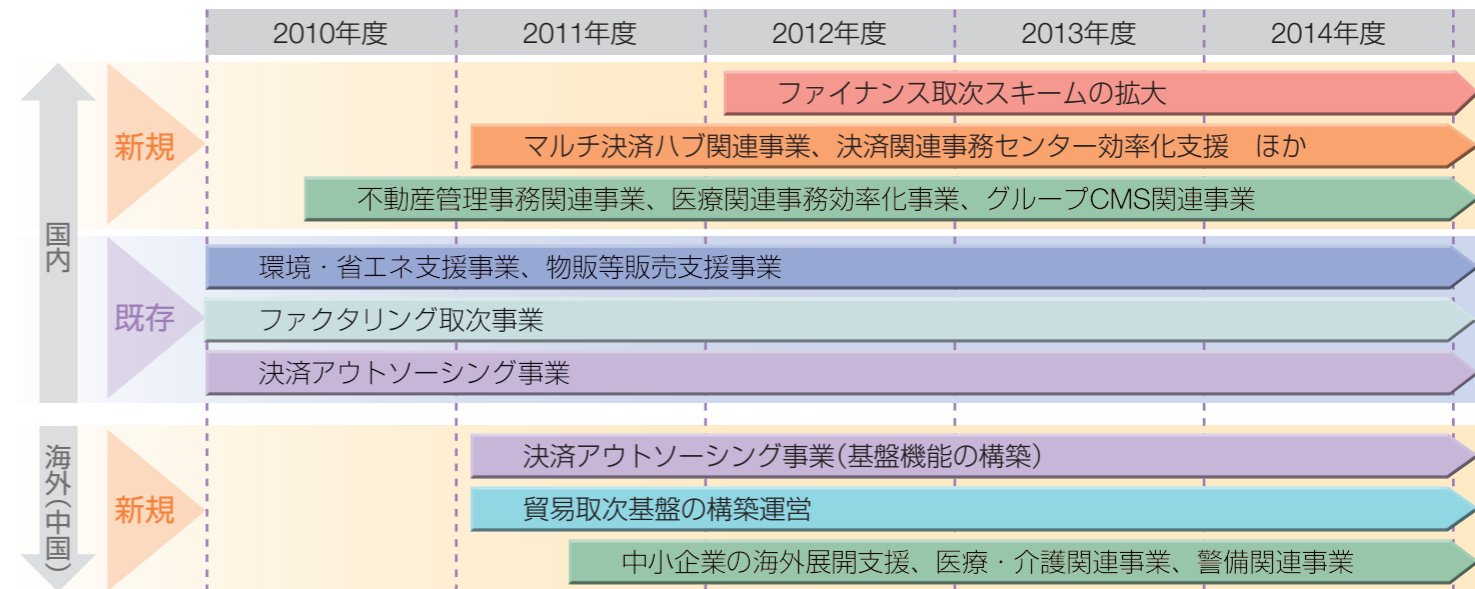 2010年度
2011年度
2012年度
2013年度
2014年度
国内
新規
ファイナンス取次スキームの拡大
マルチ決済ハブ関連事業、決済関連事務センター効率化支援　ほか
不動産管理事務関連事業、医療関連事務効率化事業、グループCMS関連事業
既存
環境・省エネ支援事業、物販等販売支援事業
ファクタリング取次事業
決済アウトソーシング事業
海外（中国）
新規
決済アウトソーシング事業（基盤機能の構築）
貿易取次基盤の構築運営
中小企業の海外展開支援、医療・介護関連事業、警備関連事業